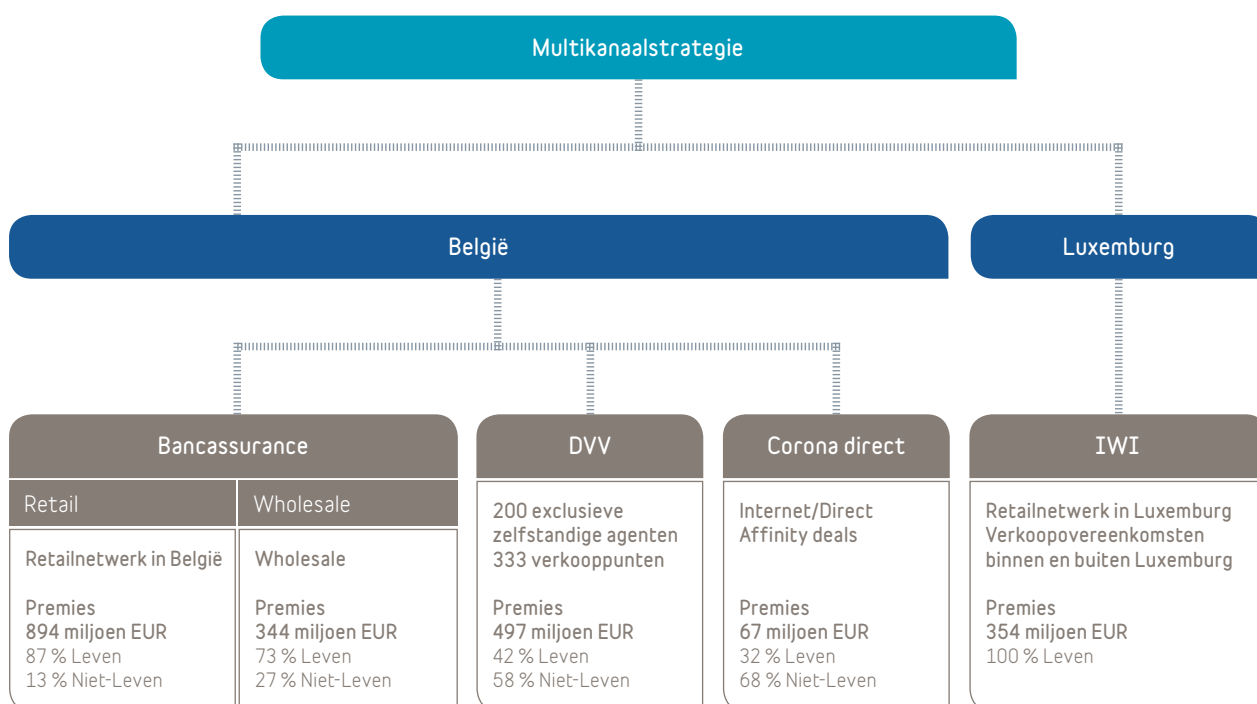 Multikanaalstrategie
België
Luxemburg
Bancassurance
Retail
Wholesale
Retailnetwerk in België
Premies
894 miljoen EUR
87 % Leven
13 % Niet-Leven
Wholesale
Premies
344 miljoen EUR
73 % Leven
27 % Niet-Leven
DVV
200 exclusieve
zelfstandige agenten
333 verkooppunten
Premies
497 miljoen EUR
42 % Leven
58 % Niet-Leven
Corona direct
Internet/Direct
Affinity deals
Premies
67 miljoen EUR
32 % Leven
68 % Niet-Leven
IWI
Retailnetwerk in Luxemburg
Verkoopovereenkomsten
binnen en buiten Luxemburg
Premies
354 miljoen EUR
100 % Leven